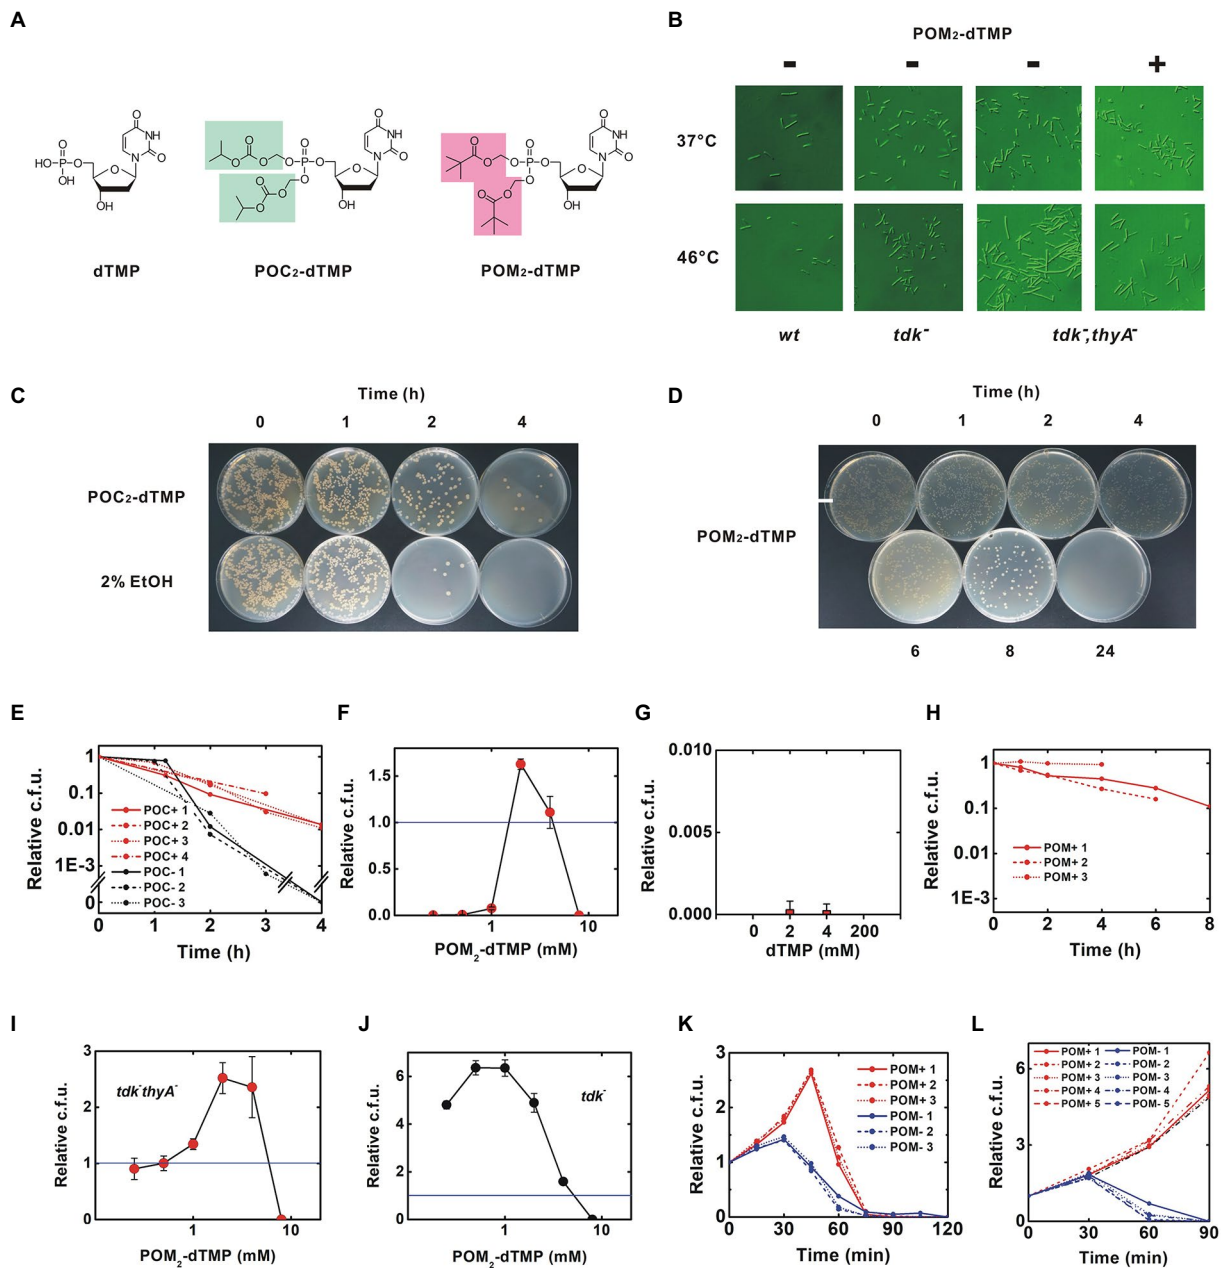 A
O
NH
N
O
O
HO P O
OH
O
OH
dTMP
O
O O O P O
O
O
O
O
O
NH
N
O
O
OH
POC2-dTMP
O
O O P O
O
O
O
O
NH
N
O
O
OH
POM2-dTMP
B
POM2-dTMP
- - - +
37°C
46°C
wt tdk- tdk-,thyA-
C
Time (h)
0 1 2 4
POC2-dTMP
2% EtOH
D
Time (h)
0 1 2 4
POM2-dTMP
6 8 24
E
Relative c.f.u.
1
0.1
0.01
1E-3
0
POC+ 1
POC+ 2
POC+ 3
POC+ 4
POC- 1
POC- 2
POC- 3
0 1 2 3 4
Time (h)
F
Relative c.f.u.
1.5
1.0
0.5
0.0
1 10
POM2-dTMP (mM)
G
Relative c.f.u.
0.010
0.005
0.000
0 2 4 200
dTMP (mM)
H
Relative c.f.u.
1
0.1
0.01
1E-3
POM+ 1
POM+ 2
POM+ 3
0 2 4 6 8
Time (h)
I
Relative c.f.u.
3
2
1
0
tdk-thyA-
1 10
POM2-dTMP (mM)
J
Relative c.f.u.
6
4
2
0
tdk-
1 10
POM2-dTMP (mM)
K
Relative c.f.u.
3
2
1
0
POM+ 1
POM+ 2
POM+ 3
POM- 1
POM- 2
POM- 3
0 30 60 90 120
Time (min)
L
Relative c.f.u.
6
3
0
POM+ 1 POM- 1
POM+ 2 POM- 2
POM+ 3 POM- 3
POM+ 4 POM- 4
POM+ 5 POM- 5
0 30 60 90
Time (min)